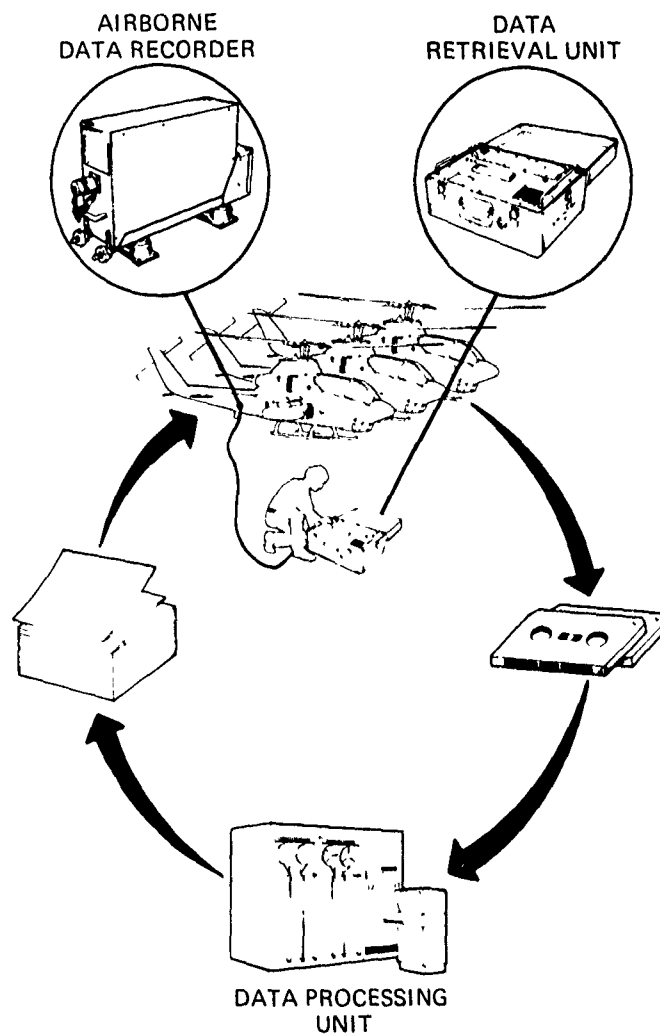 AIRBORNE
DATA RECORDER
DATA
RETRIEVAL UNIT
DATA PROCESSING
UNIT